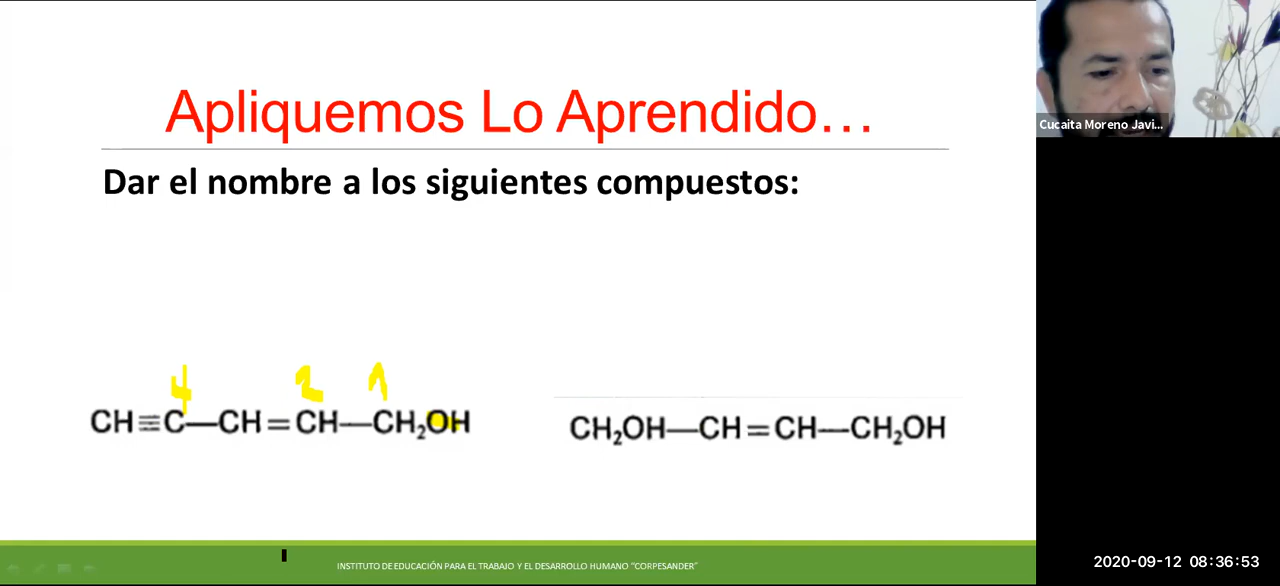 Apliquemos Lo Aprendido...
Cucaita Moreno Javi...
Dar el nombre a los siguientes compuestos:
4 2 1
CH≡C—CH=CH—CH₂OH
CH₂OH—CH=CH—CH₂OH
INSTITUTO DE EDUCACIÓN PARA EL TRABAJO Y EL DESARROLLO HUMANO "CORPESANDER"
2020-09-12 08:36:53